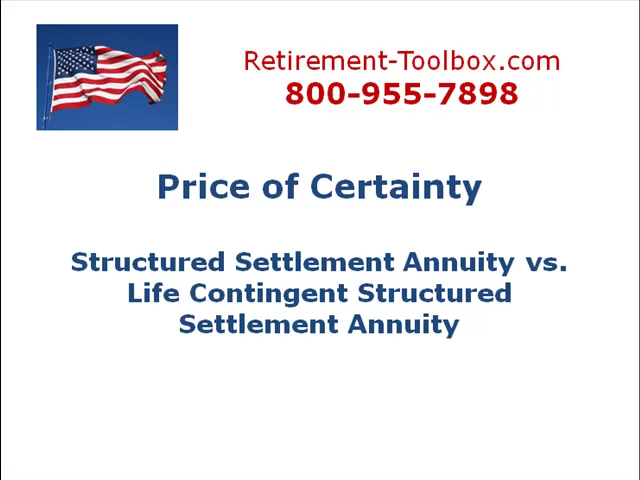 Retirement-Toolbox.com
800-955-7898
Price of Certainty
Structured Settlement Annuity vs.
Life Contingent Structured
Settlement Annuity